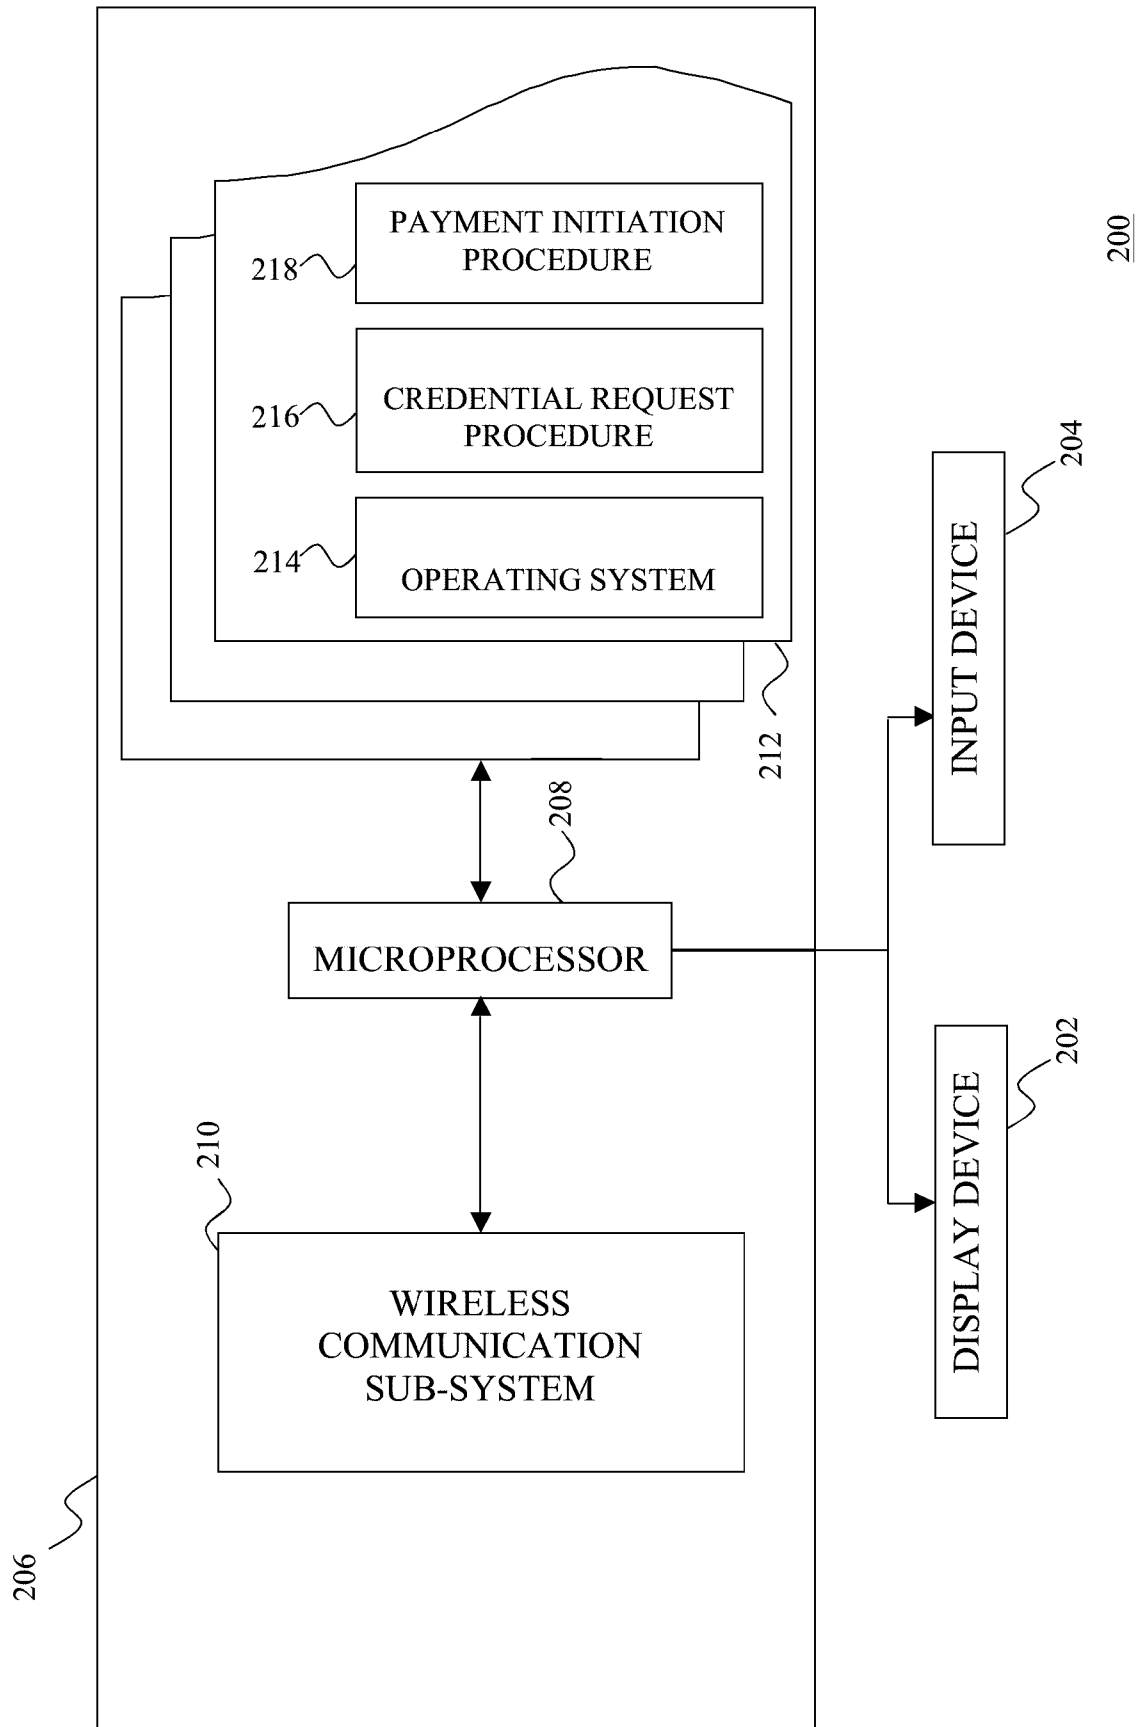 PAYMENT INITIATION
PROCEDURE
218
CREDENTIAL REQUEST
PROCEDURE
216
OPERATING SYSTEM
214
212
208
MICROPROCESSOR
210
WIRELESS
COMMUNICATION
SUB-SYSTEM
206
INPUT DEVICE
204
DISPLAY DEVICE
202
200